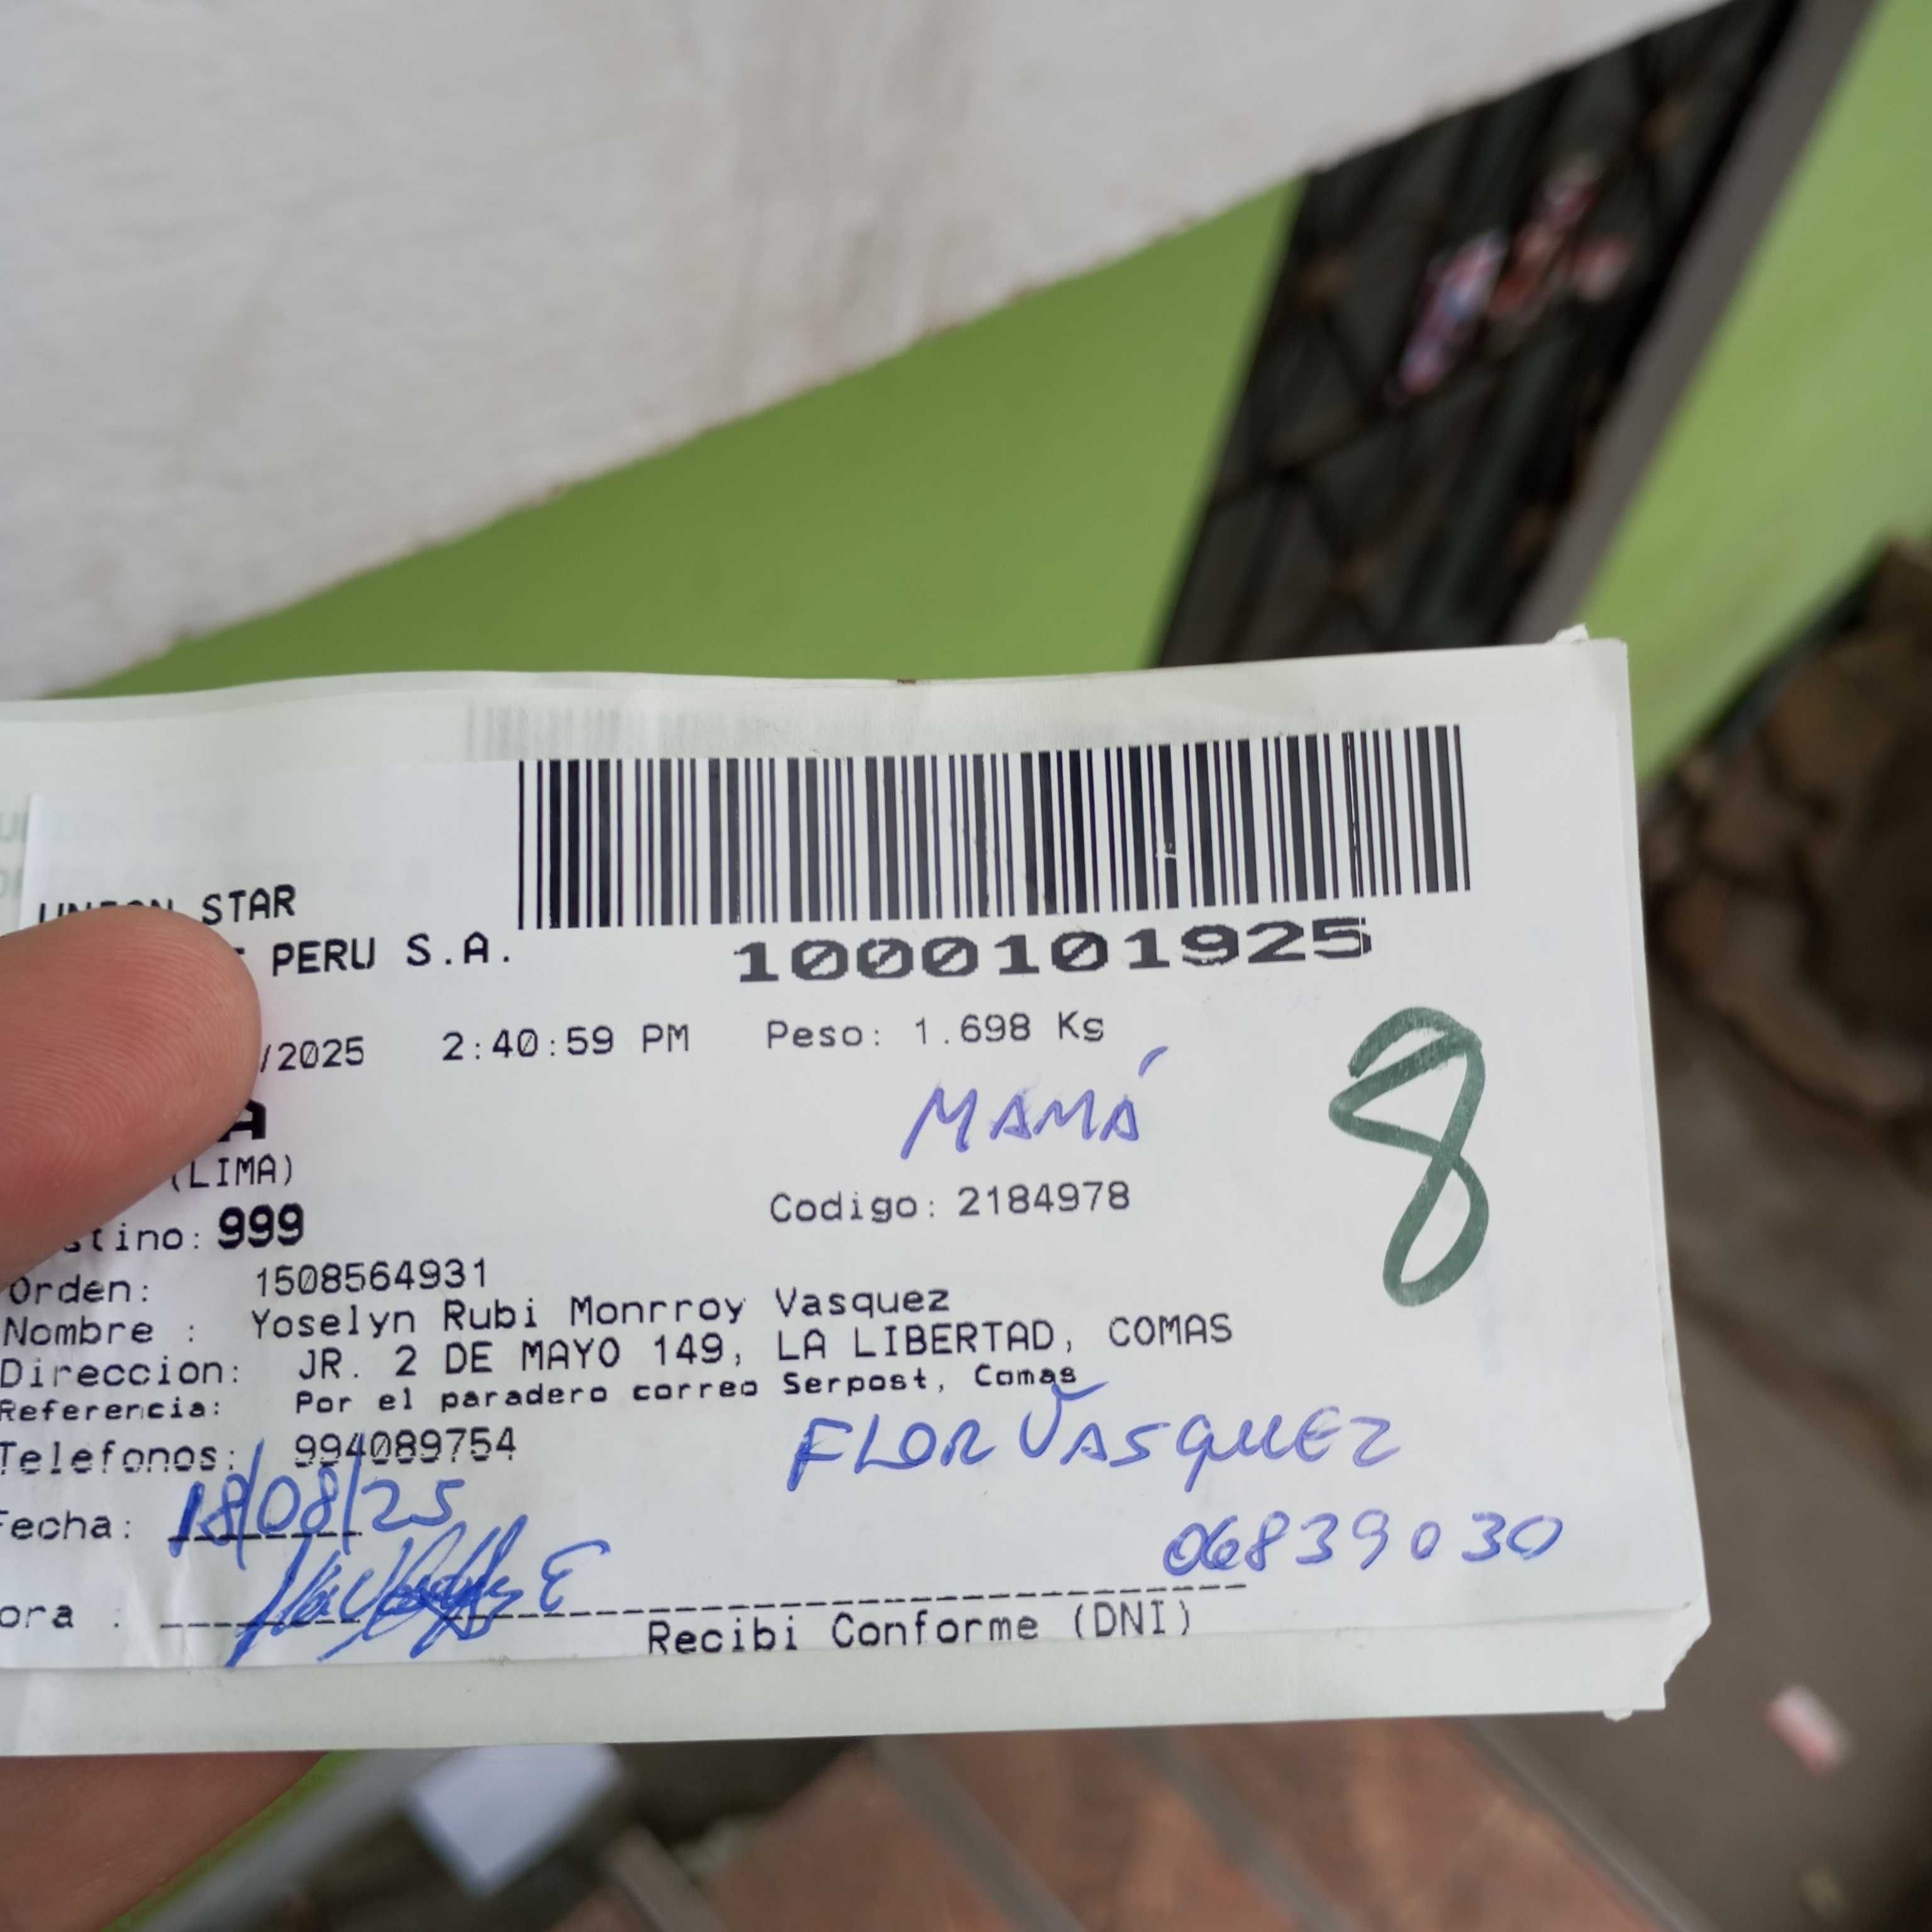 UNION STAR
PERU S.A.
1000101925
/2025 2:40:59 PM Peso: 1.698 Ks
A
MAMÁ
8
(LIMA)
Codigo: 2184978
stino: 999
Orden: 1508564931
Nombre : Yoselyn Rubi Monrroy Vasquez
Direccion: JR. 2 DE MAYO 149, LA LIBERTAD, COMAS
Referencia: Por el paradero correo Serpost, Comas
Telefonos: 994089754
FLOR VASQUEZ
Fecha: 18/08/25
06839030
ora :
Recibi Conforme (DNI)